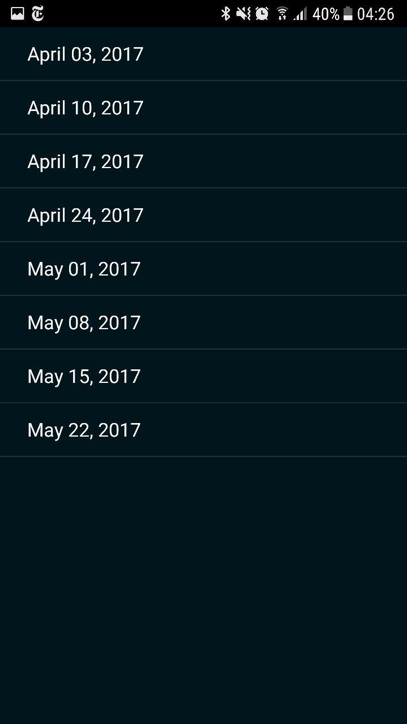 40% 04:26
April 03, 2017
April 10, 2017
April 17, 2017
April 24, 2017
May 01, 2017
May 08, 2017
May 15, 2017
May 22, 2017